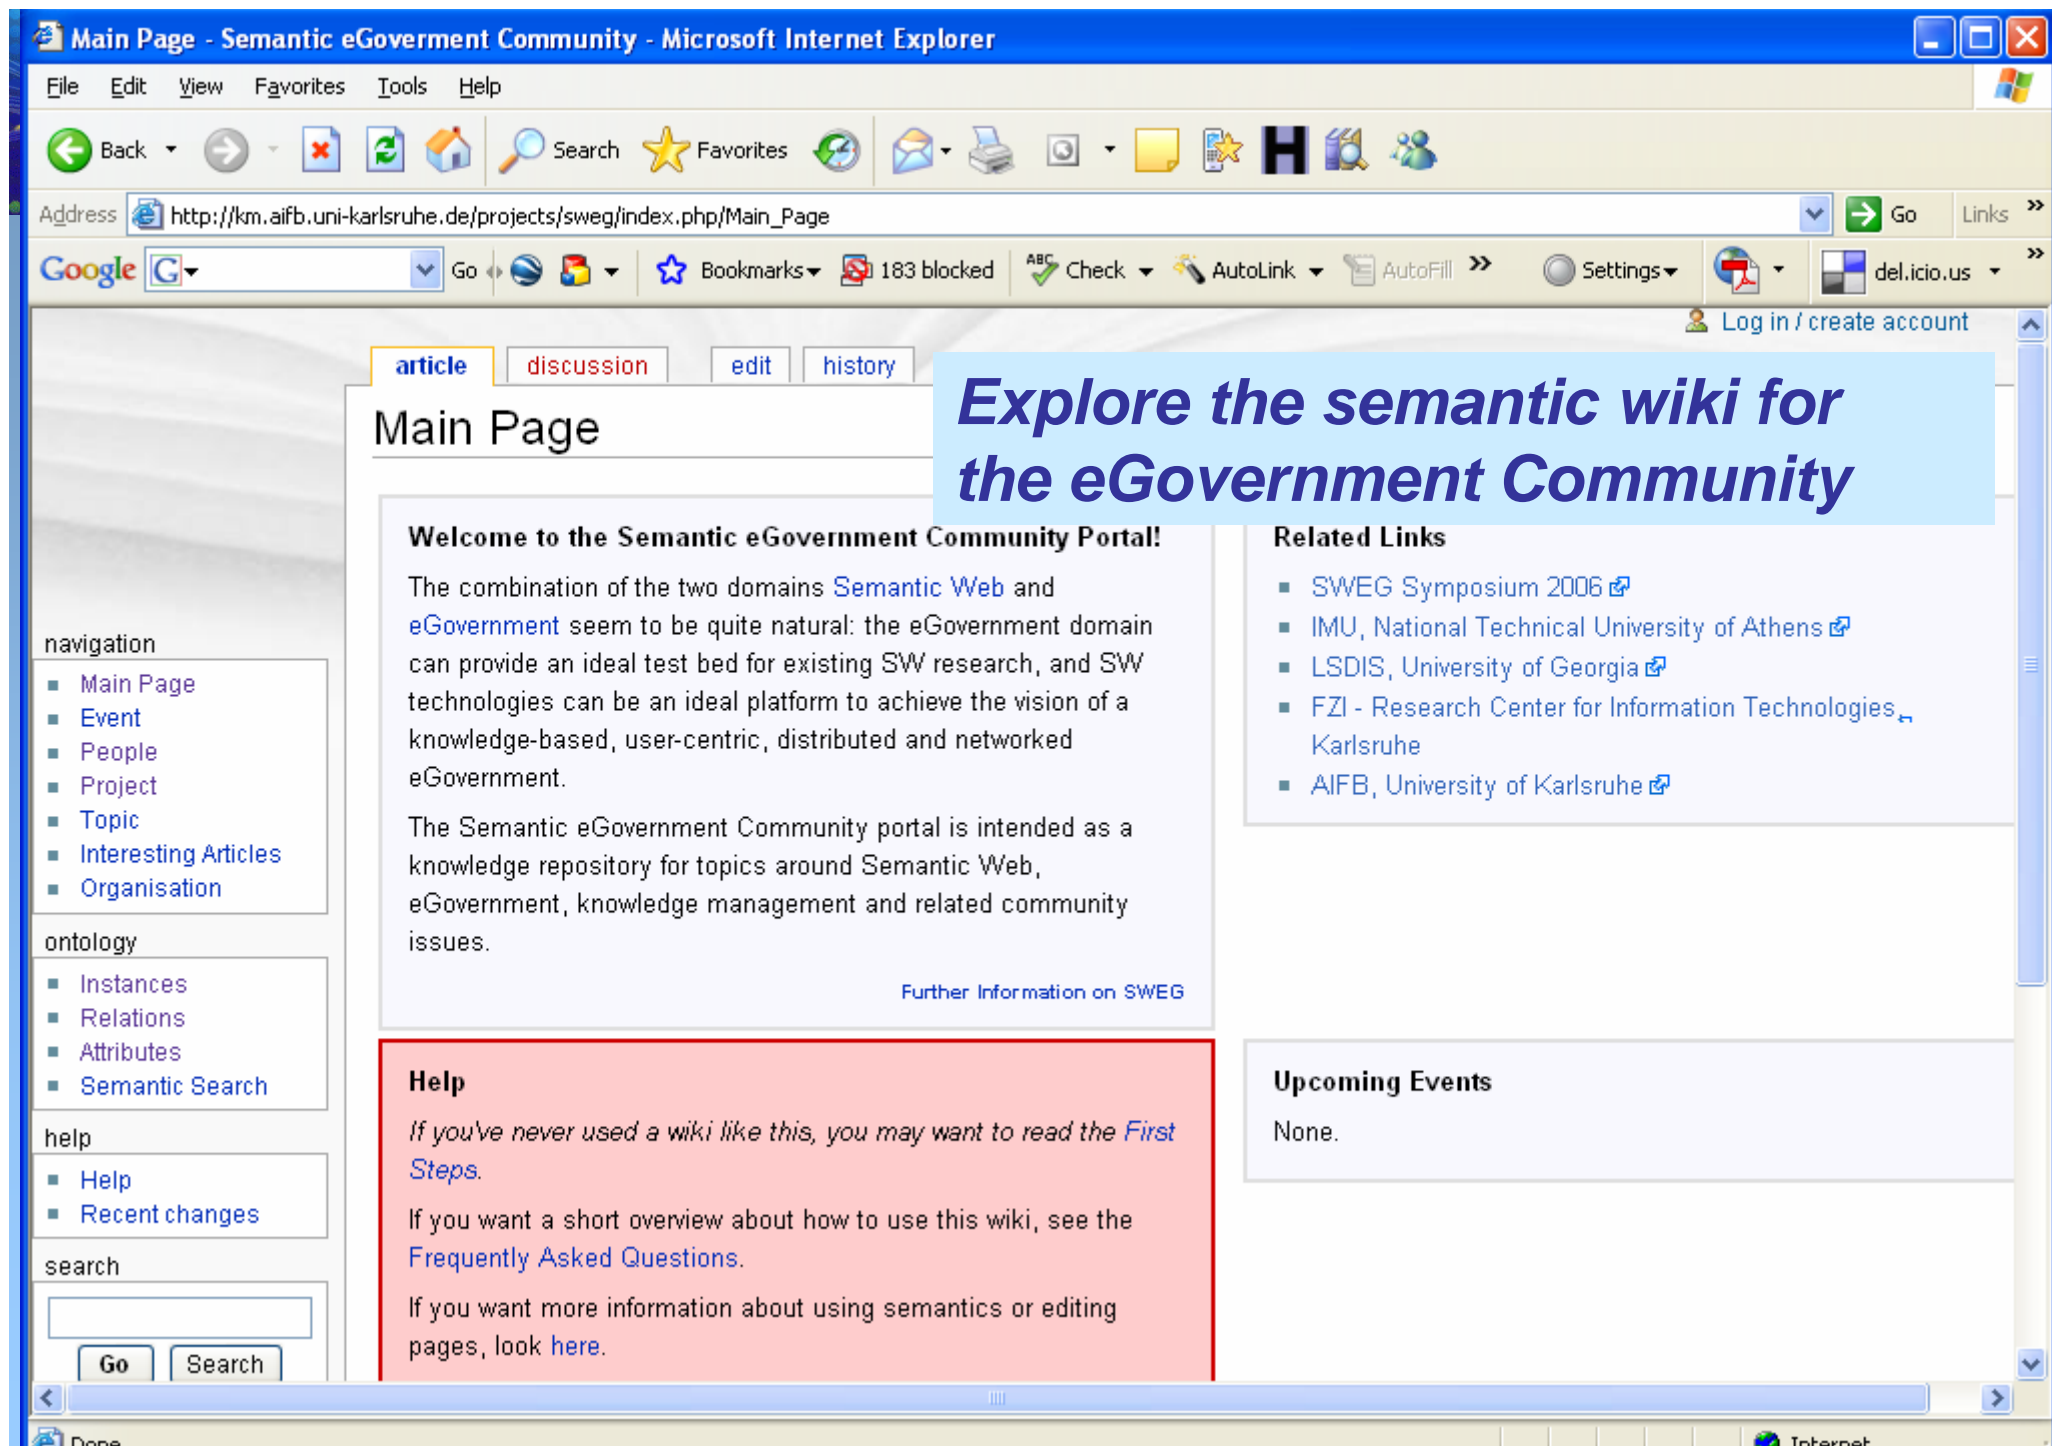 Main Page - Semantic eGoverment Community - Microsoft Internet Explorer
File Edit View Favorites Tools Help
Back Search Favorites
Address http://km.aifb.uni-karlsruhe.de/projects/sweg/index.php/Main_Page Go Links »
Google G Go Bookmarks 183 blocked ABC Check AutoLink AutoFill » Settings del.icio.us »
Log in / create account
article discussion edit history
Explore the semantic wiki for
the eGovernment Community
Main Page
Welcome to the Semantic eGovernment Community Portal!
The combination of the two domains Semantic Web and
eGovernment seem to be quite natural: the eGovernment domain
can provide an ideal test bed for existing SW research, and SW
technologies can be an ideal platform to achieve the vision of a
knowledge-based, user-centric, distributed and networked
eGovernment.
The Semantic eGovernment Community portal is intended as a
knowledge repository for topics around Semantic Web,
eGovernment, knowledge management and related community
issues.
Further Information on SWEG
Related Links
SWEG Symposium 2006
IMU, National Technical University of Athens
LSDIS, University of Georgia
FZI - Research Center for Information Technologies,
Karlsruhe
AIFB, University of Karlsruhe
navigation
Main Page
Event
People
Project
Topic
Interesting Articles
Organisation
ontology
Instances
Relations
Attributes
Semantic Search
help
Help
Recent changes
search
Go Search
Help
If you've never used a wiki like this, you may want to read the First
Steps.
If you want a short overview about how to use this wiki, see the
Frequently Asked Questions.
If you want more information about using semantics or editing
pages, look here.
Upcoming Events
None.
Done Internet